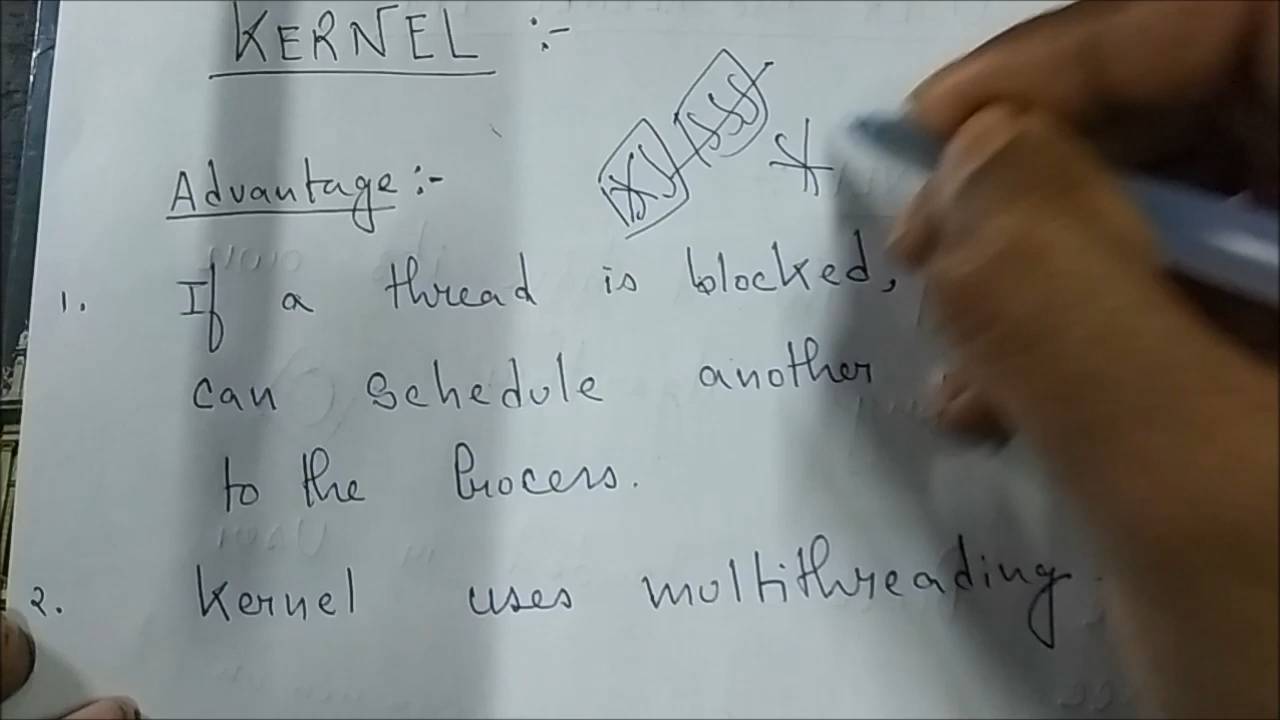 KERNEL :-
Advantage :-
1. If a thread is blocked,
can schedule another
to the Process.
2. Kernel uses multithreading.